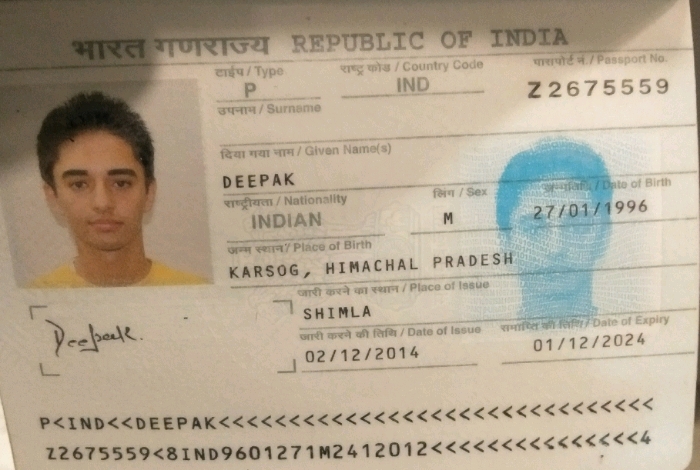 भारत गणराज्य REPUBLIC OF INDIA
टाईप / Type राष्ट्र कोड / Country Code पासपोर्ट नं. / Passport No.
P IND Z2675559
उपनाम / Surname
दिया गया नाम / Given Name(s)
DEEPAK
राष्ट्रीयता / Nationality लिंग / Sex जन्मतिथि / Date of Birth
INDIAN M 27/01/1996
जन्म स्थान / Place of Birth
KARSOG, HIMACHAL PRADESH
जारी करने का स्थान / Place of Issue
SHIMLA
जारी करने की तिथि / Date of Issue समाप्ति की तिथि / Date of Expiry
02/12/2014 01/12/2024
Deepak.
P<IND<<DEEPAK<<<<<<<<<<<<<<<<<<<<<<<<<<<<<<<
Z2675559<8IND9601271M2412012<<<<<<<<<<<<<<<4